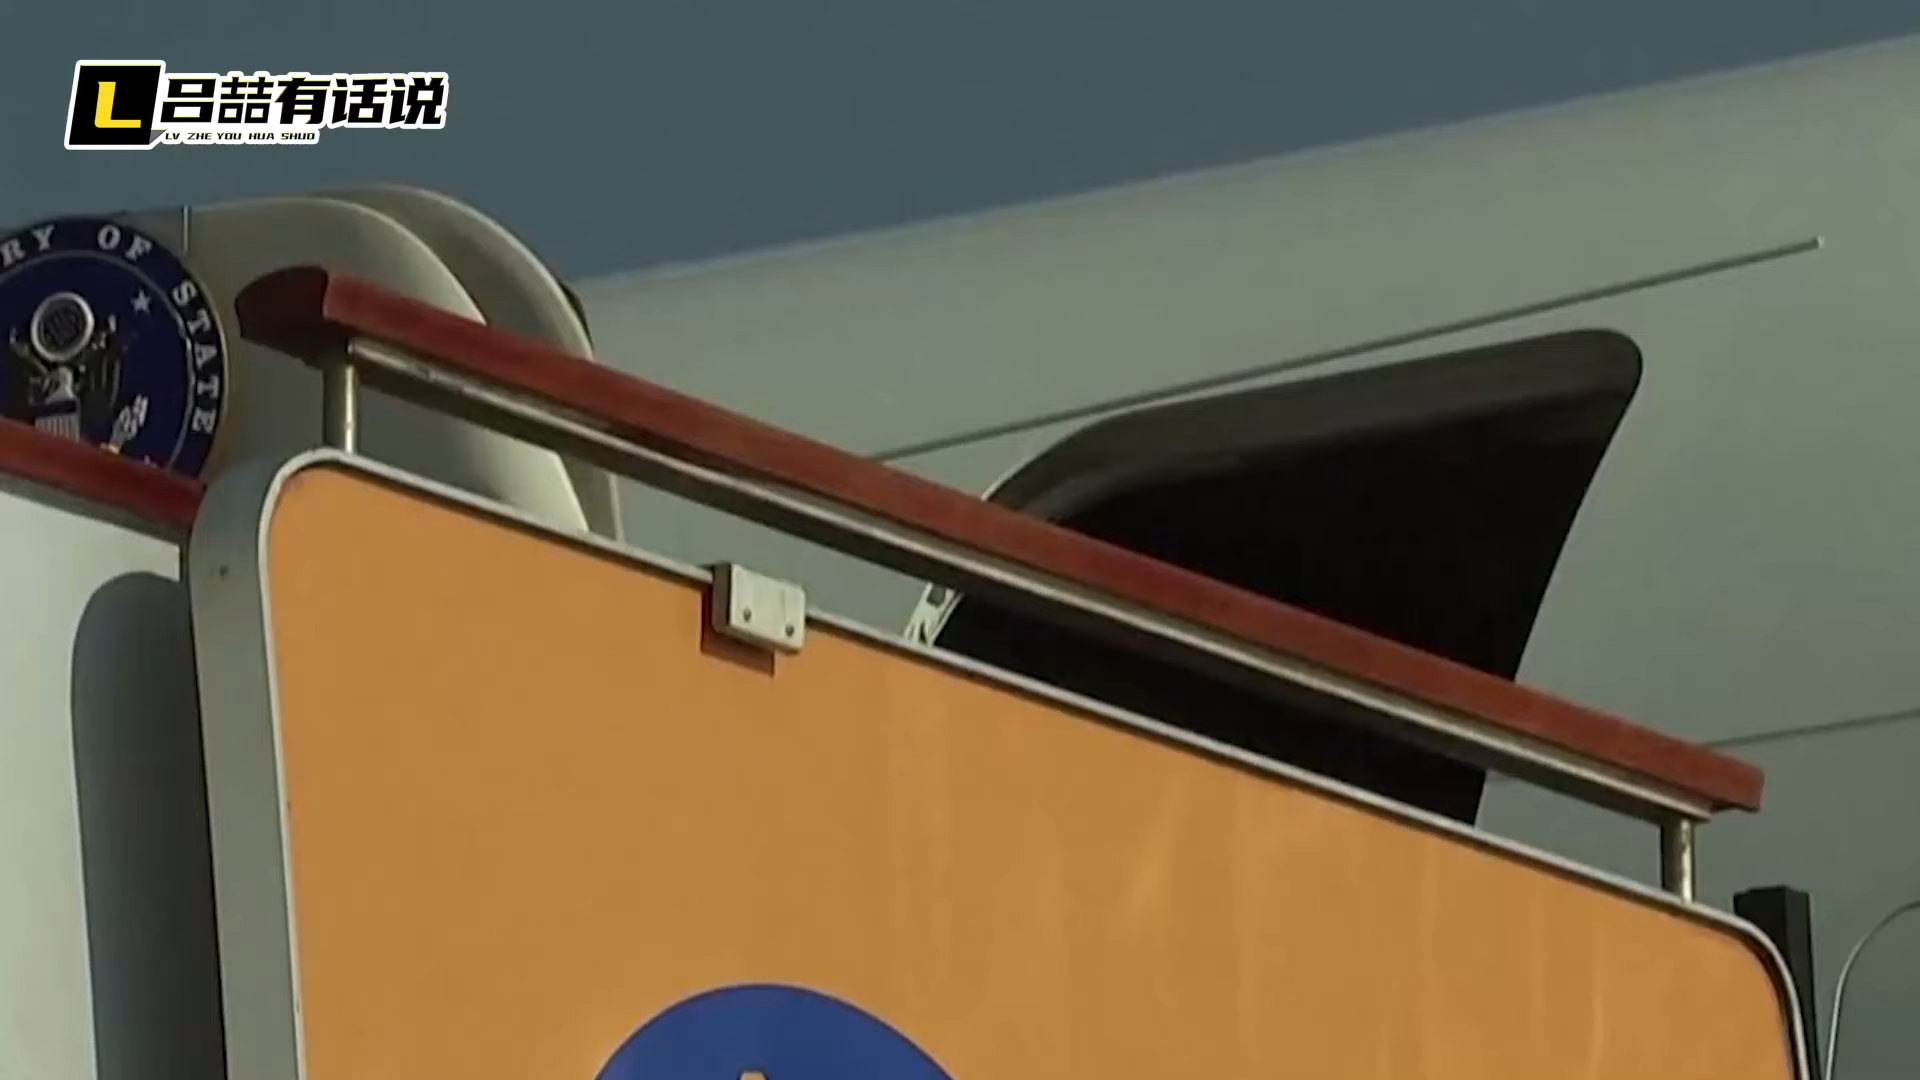 L 吕喆有话说
LV ZHE YOU HUA SHUO
RY OF STATE